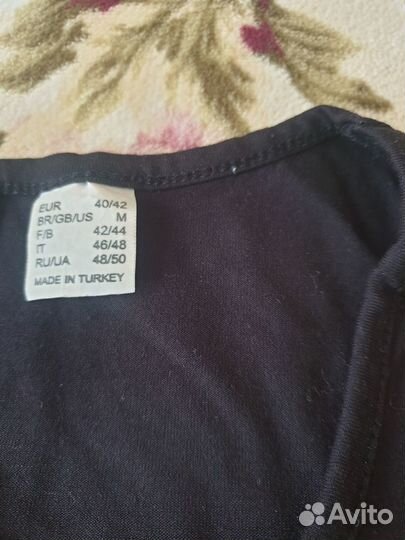 EUR 40/42
BR/GB/US M
F/B 42/44
IT 46/48
RU/UA 48/50
MADE IN TURKEY
Avito